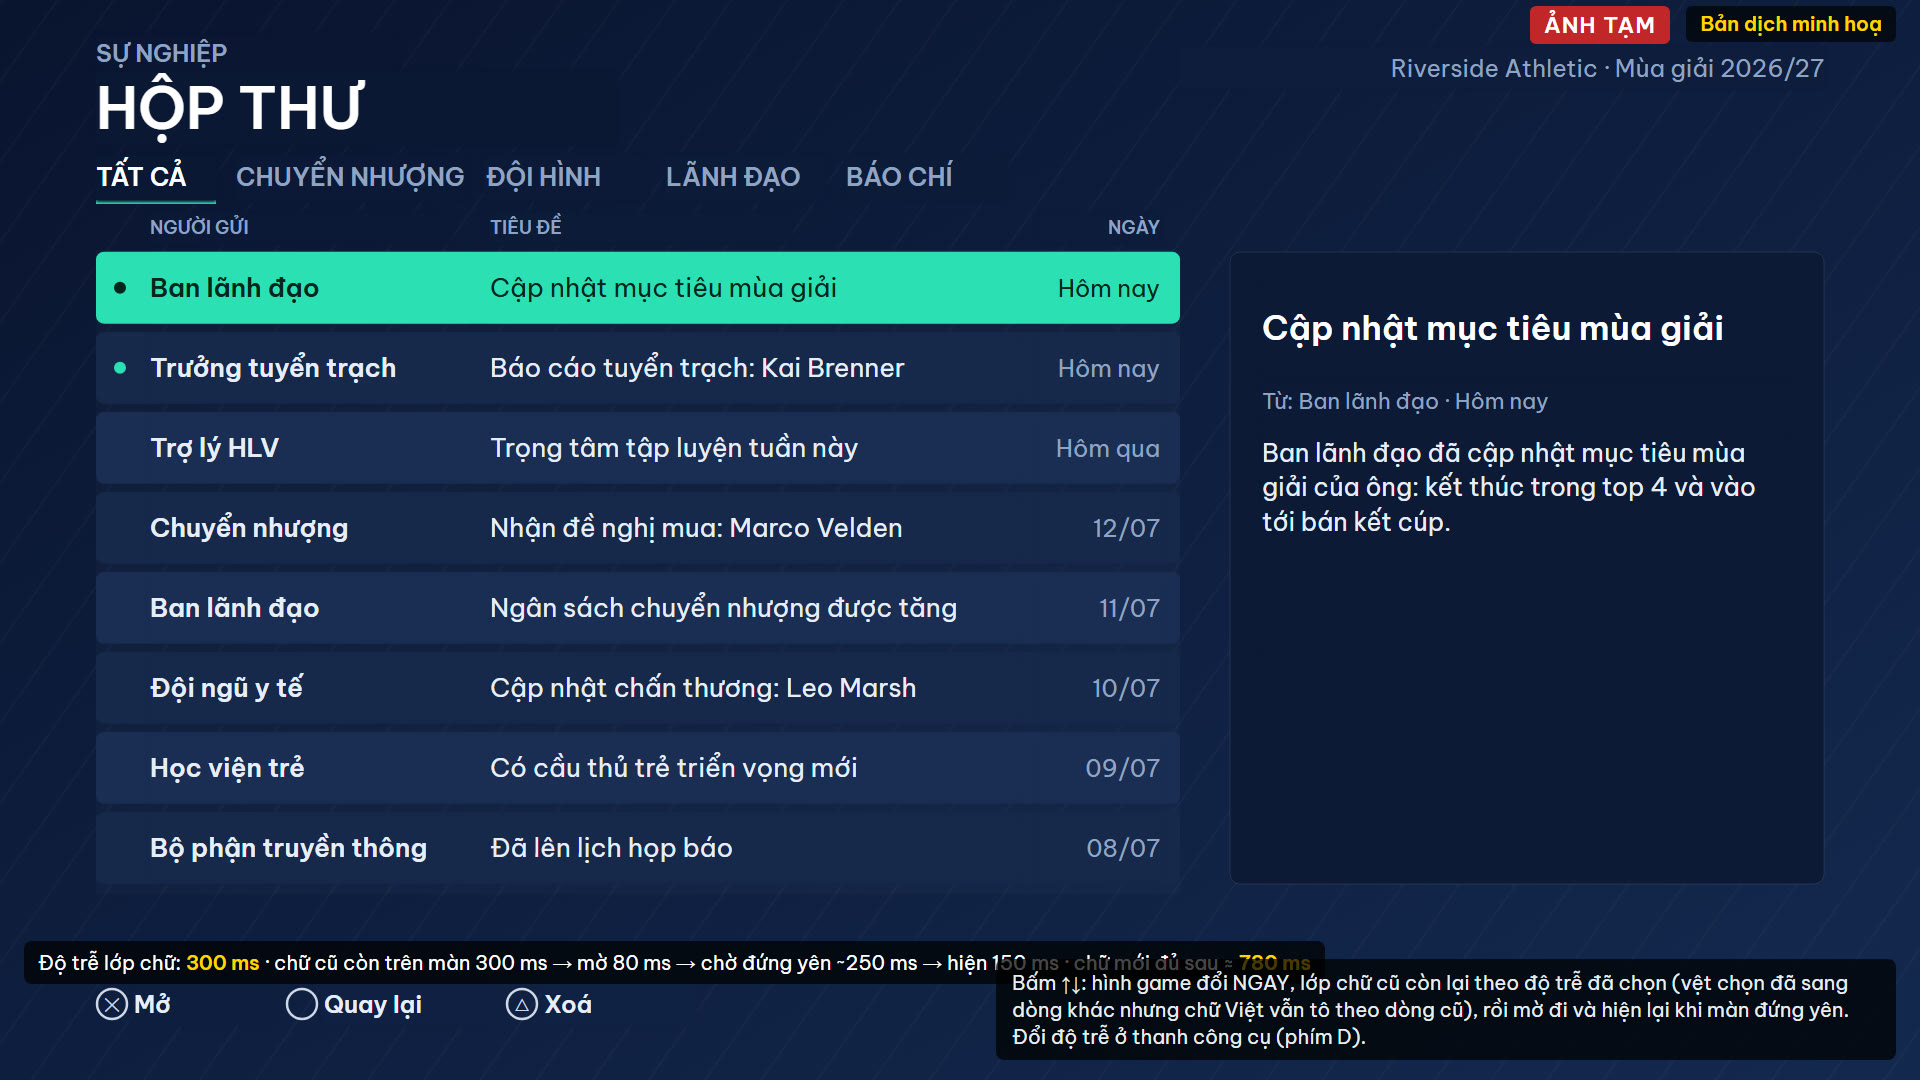 ẢNH TẠM
Bản dịch minh hoạ
SỰ NGHIỆP
HỘP THƯ
Riverside Athletic · Mùa giải 2026/27
TẤT CẢ CHUYỂN NHƯỢNG ĐỘI HÌNH LÃNH ĐẠO BÁO CHÍ
NGƯỜI GỬI TIÊU ĐỀ NGÀY
Ban lãnh đạo Cập nhật mục tiêu mùa giải Hôm nay
Trưởng tuyển trạch Báo cáo tuyển trạch: Kai Brenner Hôm nay
Trợ lý HLV Trọng tâm tập luyện tuần này Hôm qua
Chuyển nhượng Nhận đề nghị mua: Marco Velden 12/07
Ban lãnh đạo Ngân sách chuyển nhượng được tăng 11/07
Đội ngũ y tế Cập nhật chấn thương: Leo Marsh 10/07
Học viện trẻ Có cầu thủ trẻ triển vọng mới 09/07
Bộ phận truyền thông Đã lên lịch họp báo 08/07
Cập nhật mục tiêu mùa giải
Từ: Ban lãnh đạo · Hôm nay
Ban lãnh đạo đã cập nhật mục tiêu mùa
giải của ông: kết thúc trong top 4 và vào
tới bán kết cúp.
Độ trễ lớp chữ: 300 ms · chữ cũ còn trên màn 300 ms → mờ 80 ms → chờ đứng yên ~250 ms → hiện 150 ms · chữ mới đủ sau ≈ 780 ms
Mở Quay lại Xoá
Bấm ↑↓: hình game đổi NGAY, lớp chữ cũ còn lại theo độ trễ đã chọn (vệt chọn đã sang
dòng khác nhưng chữ Việt vẫn tô theo dòng cũ), rồi mờ đi và hiện lại khi màn đứng yên.
Đổi độ trễ ở thanh công cụ (phím D).